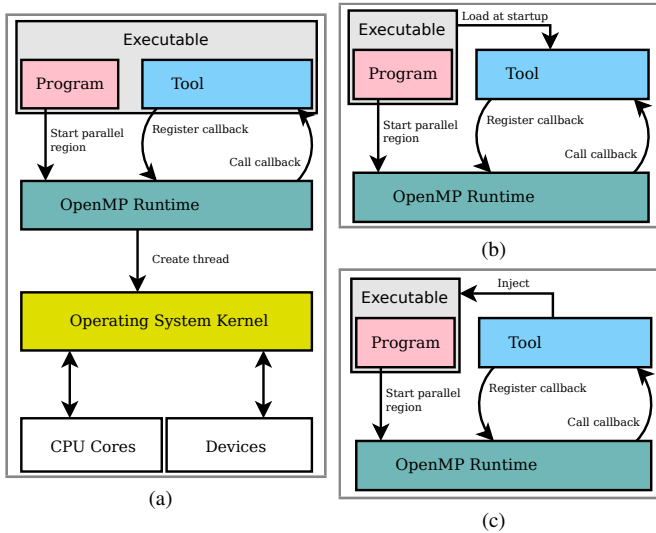 Executable
Program
Tool
Start parallel
region
Register callback
Call callback
OpenMP Runtime
Create thread
Operating System Kernel
CPU Cores
Devices
(a)
Load at startup
Executable
Program
Tool
Start parallel
region
Register callback
Call callback
OpenMP Runtime
(b)
Inject
Executable
Program
Tool
Start parallel
region
Register callback
Call callback
OpenMP Runtime
(c)